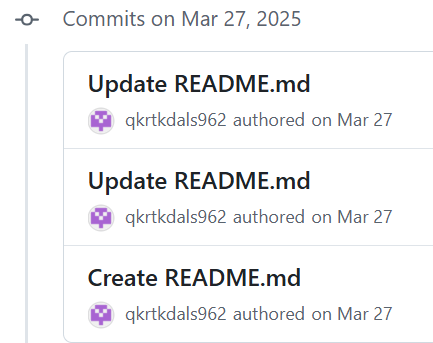 Commits on Mar 27, 2025
Update README.md
qkrtkdals962 authored on Mar 27
Update README.md
qkrtkdals962 authored on Mar 27
Create README.md
qkrtkdals962 authored on Mar 27